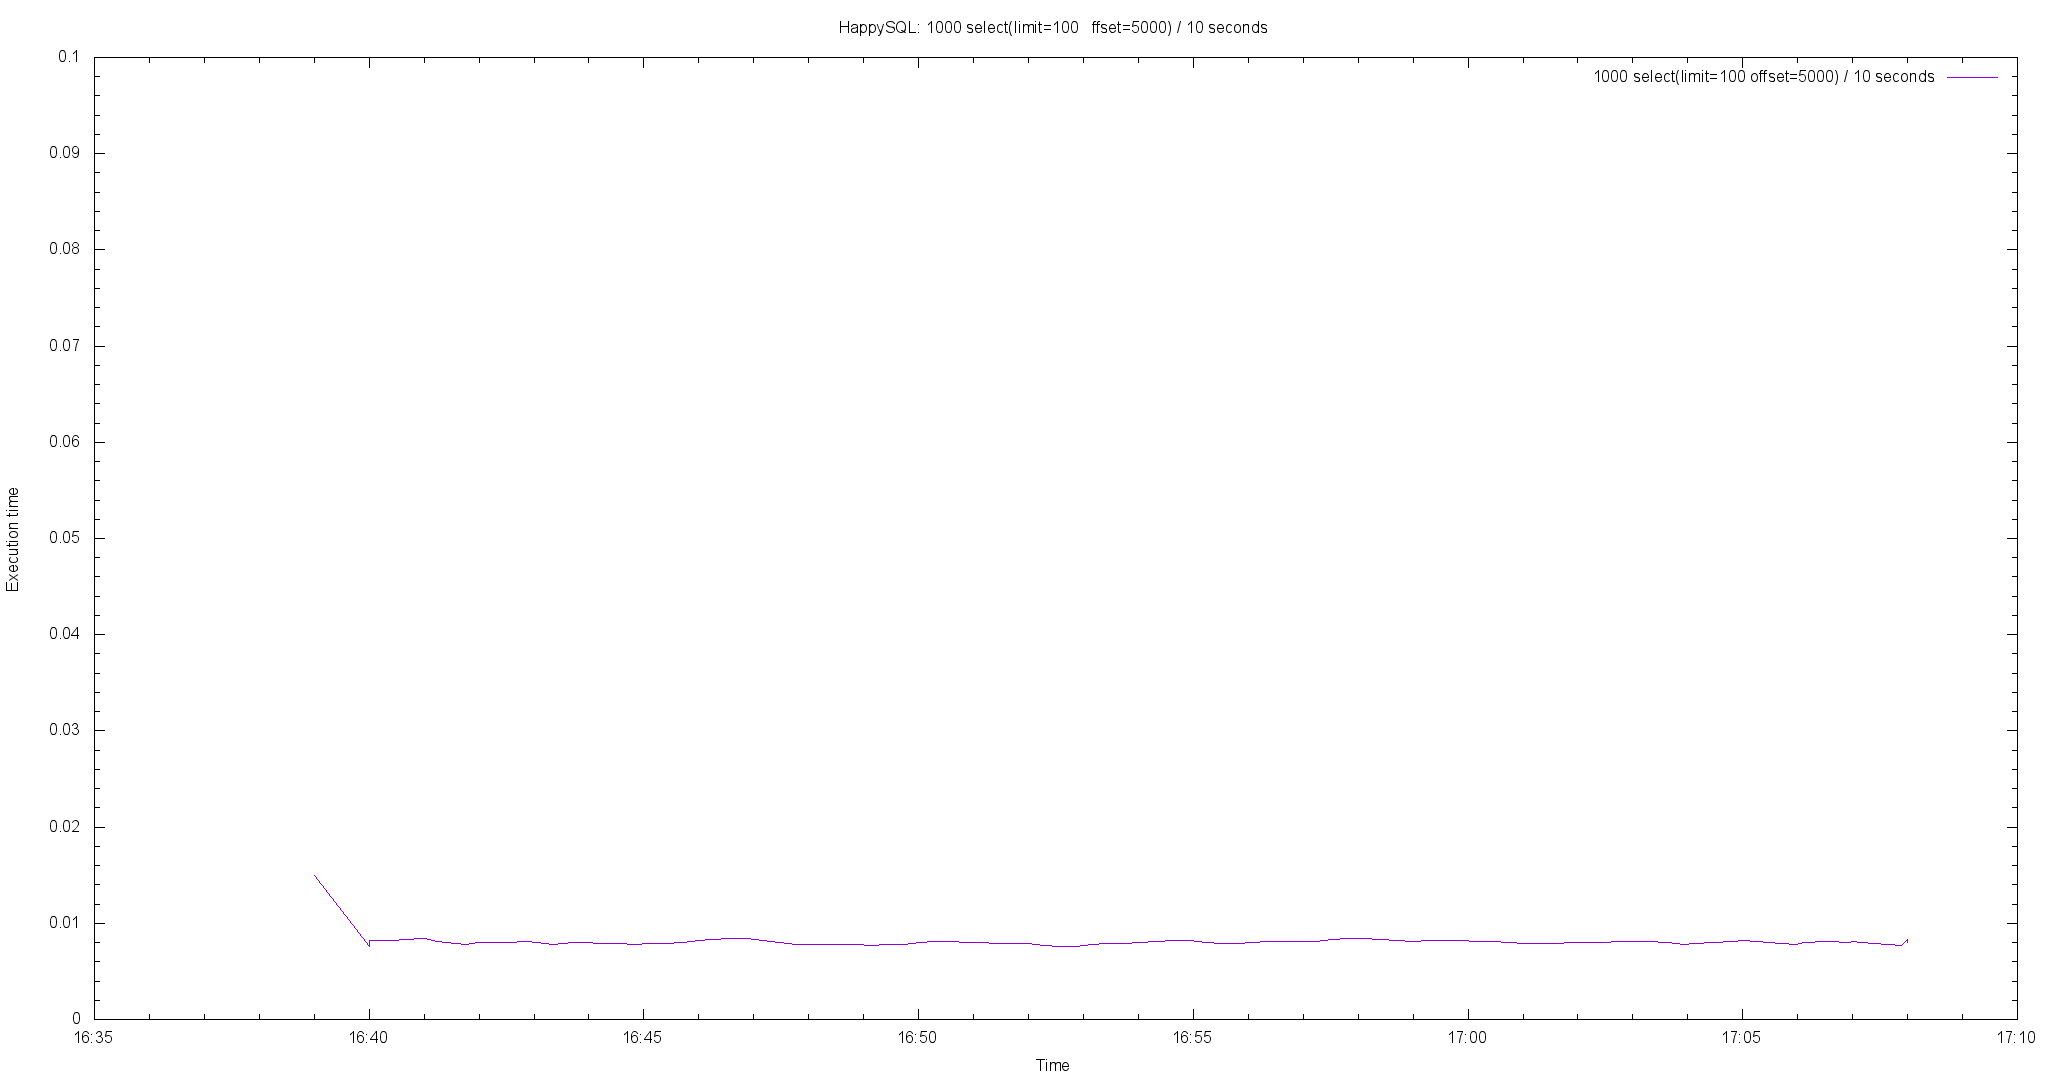 HappySQL: 1000 select(limit=100 ffset=5000) / 10 seconds
1000 select(limit=100 offset=5000) / 10 seconds
0.1
0.09
0.08
0.07
0.06
0.05
0.04
0.03
0.02
0.01
0
Execution time
16:35 16:40 16:45 16:50 16:55 17:00 17:05 17:10
Time